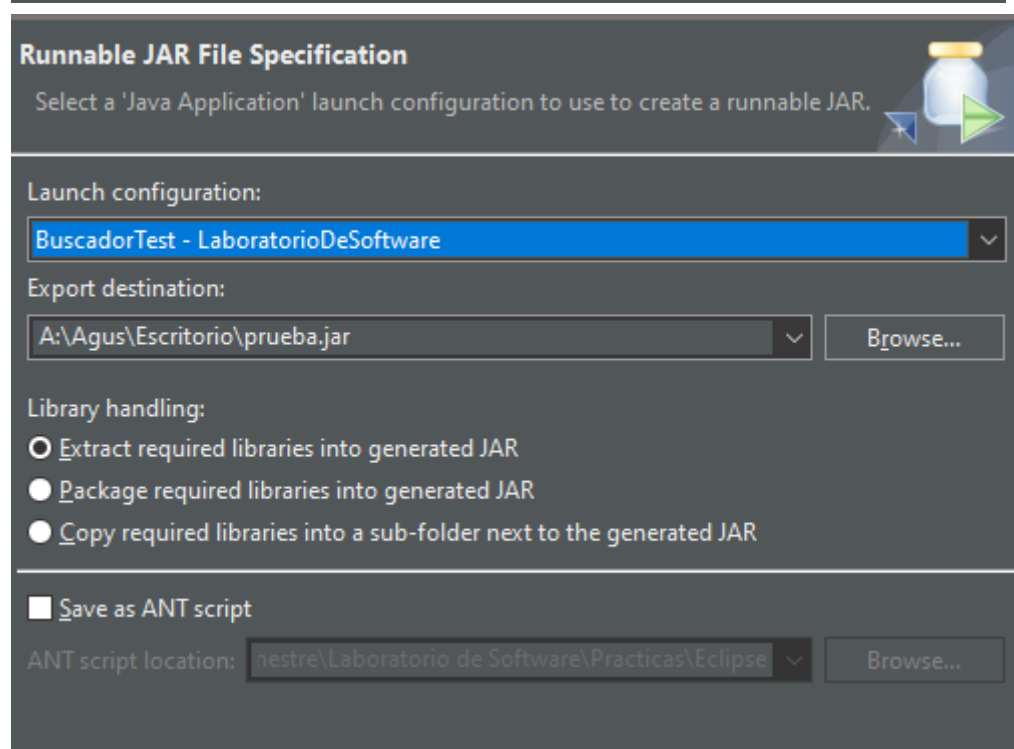 Runnable JAR File Specification
Select a 'Java Application' launch configuration to use to create a runnable JAR.
Launch configuration:
BuscadorTest - LaboratorioDeSoftware
Export destination:
A:\Agus\Escritorio\prueba.jar
Browse...
Library handling:
Extract required libraries into generated JAR
Package required libraries into generated JAR
Copy required libraries into a sub-folder next to the generated JAR
Save as ANT script
ANT script location: nestre\Laboratorio de Software\Practicas\Eclipse Browse...